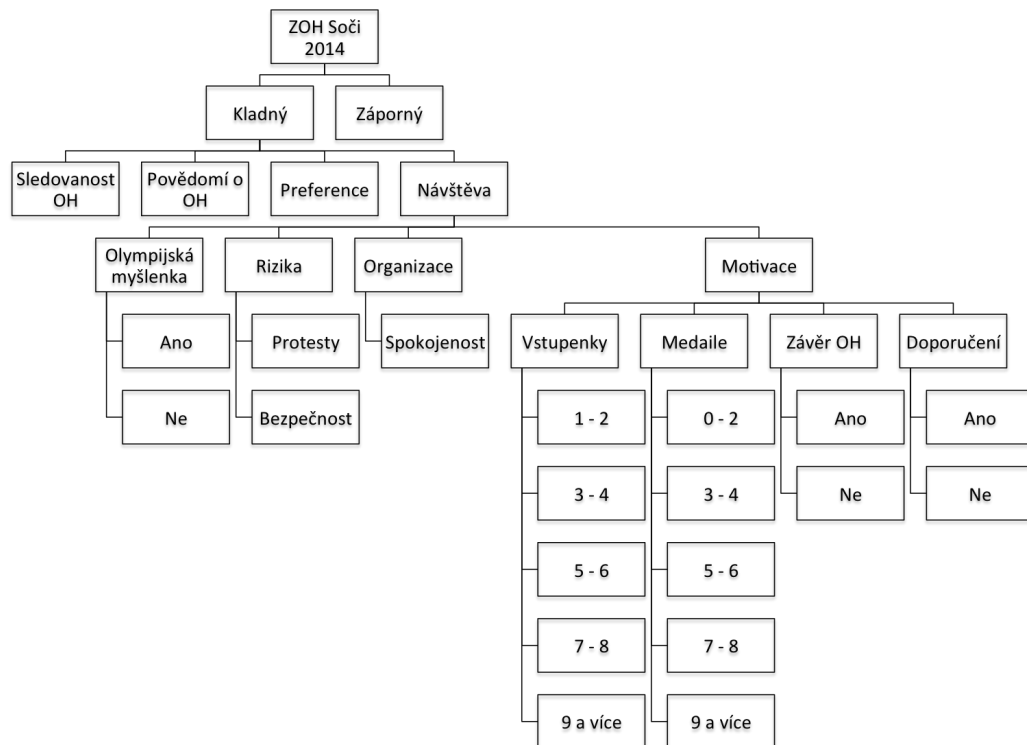 ZOH Soči
2014
Kladný
Záporný
Sledovanost
OH
Povědomí o
OH
Preference
Návštěva
Olympijská
myšlenka
Rizika
Organizace
Motivace
Ano
Protesty
Spokojenost
Vstupenky
Medaile
Závěr OH
Doporučení
Ne
Bezpečnost
1 - 2
0 - 2
Ano
Ano
3 - 4
3 - 4
Ne
Ne
5 - 6
5 - 6
7 - 8
7 - 8
9 a více
9 a více